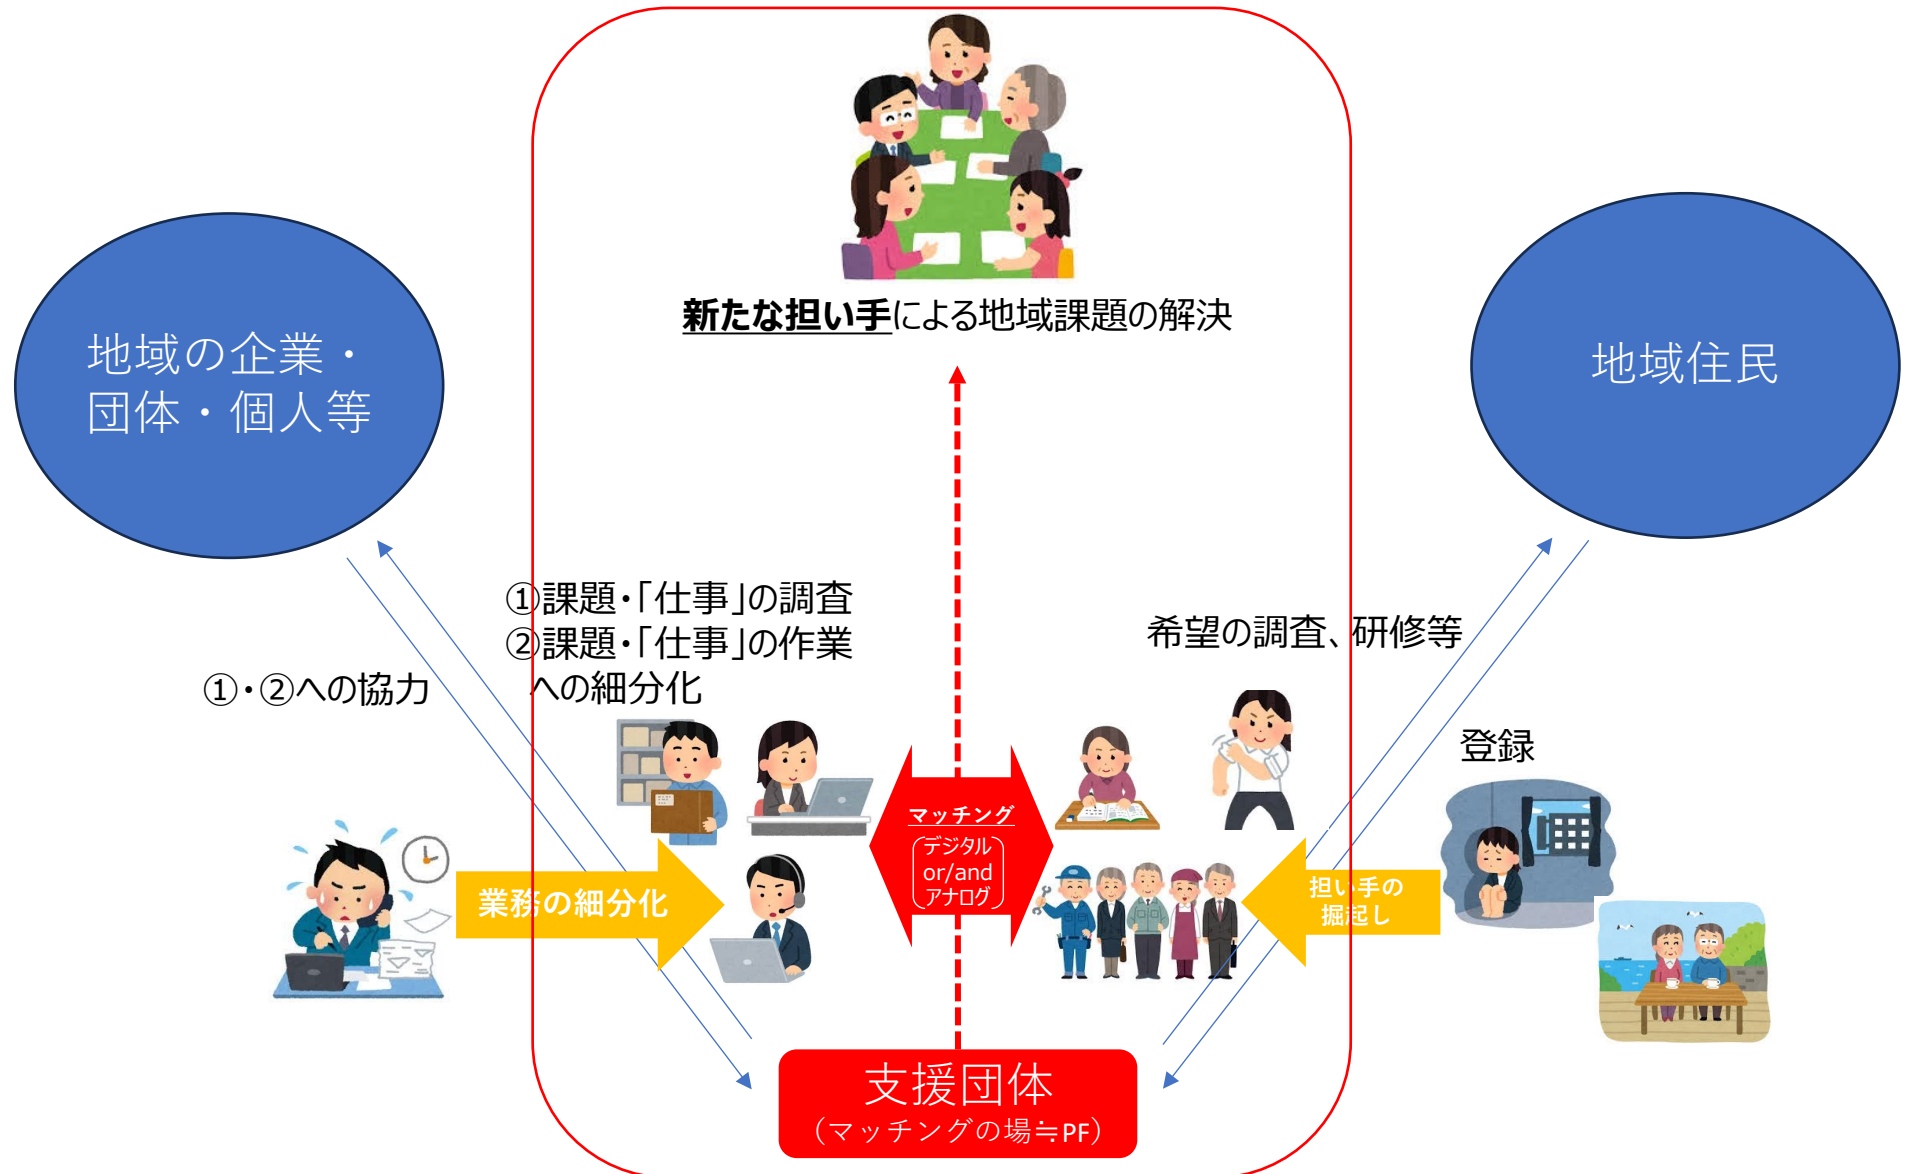 新たな担い手による地域課題の解決
地域の企業・
団体・個人等
地域住民
①課題・「仕事」の調査
②課題・「仕事」の作業
への細分化
①・②への協力
希望の調査、研修等
登録
マッチング
デジタル
or/and
アナログ
業務の細分化
担い手の
掘起し
支援団体
（マッチングの場≒PF）